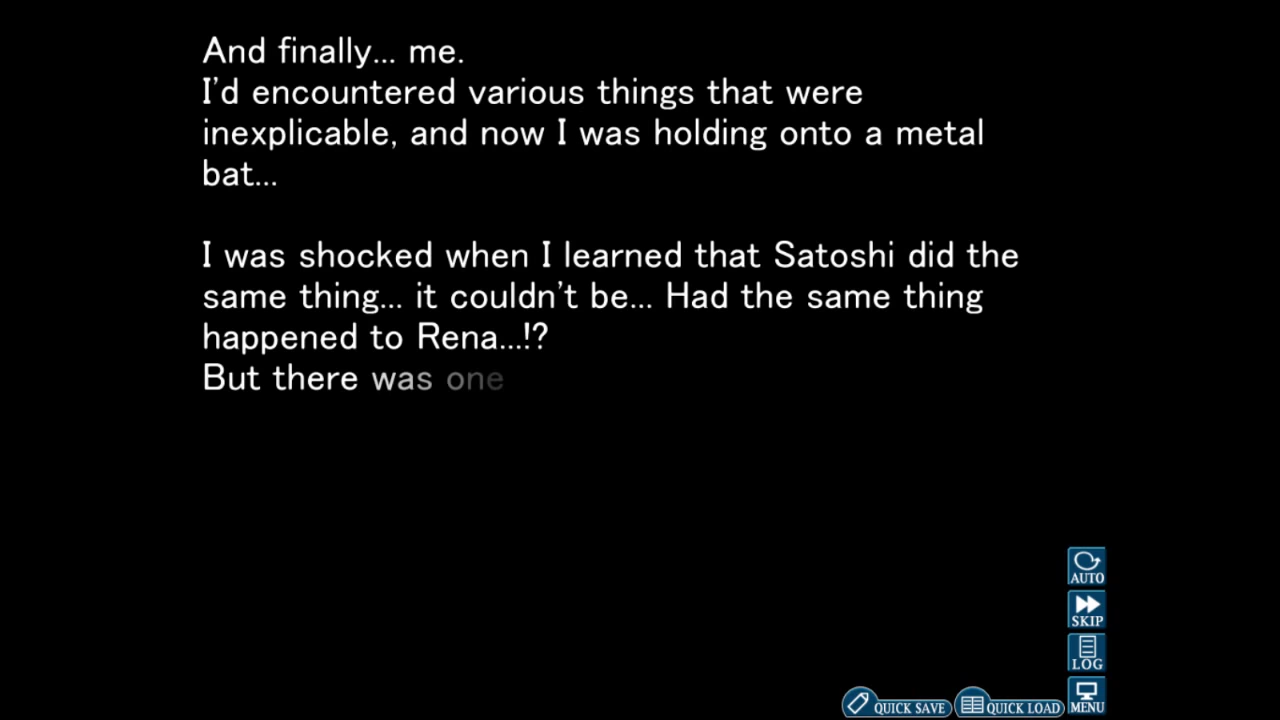 And finally... me.
I'd encountered various things that were
inexplicable, and now I was holding onto a metal
bat...
I was shocked when I learned that Satoshi did the
same thing... it couldn't be... Had the same thing
happened to Rena...!?
But there was one
AUTO
SKIP
LOG
MENU
QUICK SAVE
QUICK LOAD